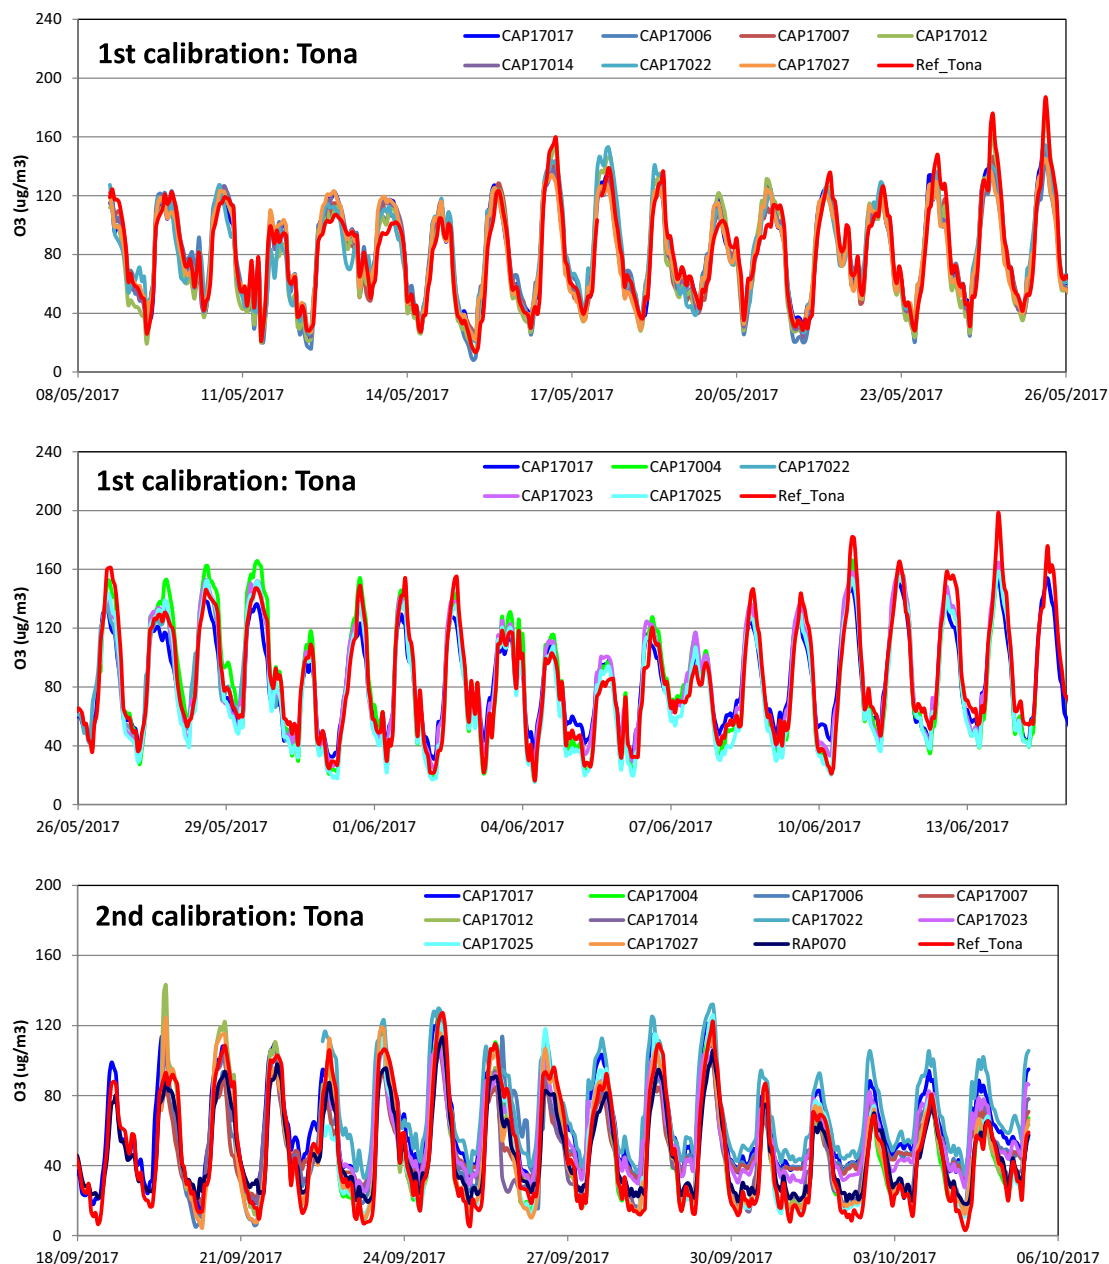 240
1st calibration: Tona
CAP17017 CAP17006 CAP17007 CAP17012
CAP17014 CAP17022 CAP17027 Ref_Tona
200
160
120
80
40
0
O3 (ug/m3)
08/05/2017 11/05/2017 14/05/2017 17/05/2017 20/05/2017 23/05/2017 26/05/2017
240
1st calibration: Tona
CAP17017 CAP17004 CAP17022
CAP17023 CAP17025 Ref_Tona
200
160
120
80
40
0
O3 (ug/m3)
26/05/2017 29/05/2017 01/06/2017 04/06/2017 07/06/2017 10/06/2017 13/06/2017
200
2nd calibration: Tona
CAP17017 CAP17004 CAP17006 CAP17007
CAP17012 CAP17014 CAP17022 CAP17023
CAP17025 CAP17027 RAP070 Ref_Tona
160
120
80
40
0
O3 (ug/m3)
18/09/2017 21/09/2017 24/09/2017 27/09/2017 30/09/2017 03/10/2017 06/10/2017